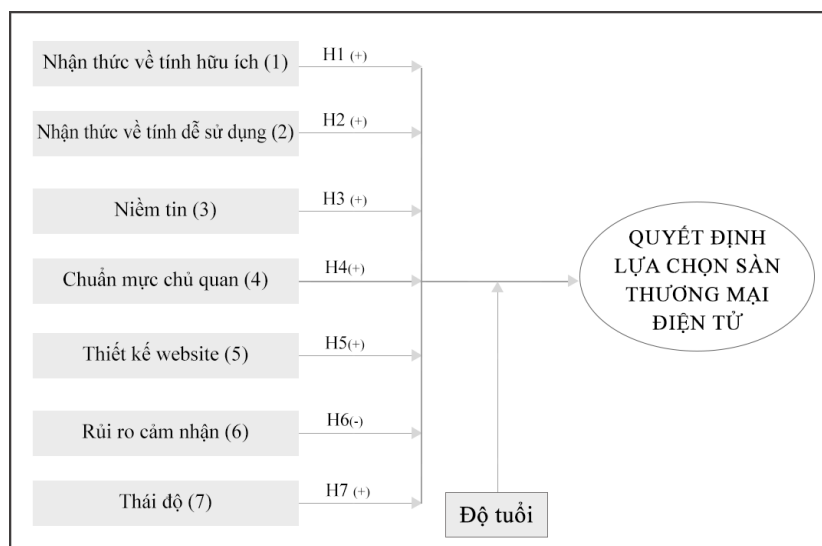 Nhận thức về tính hữu ích (1)
H1 (+)
Nhận thức về tính dễ sử dụng (2)
H2 (+)
Niềm tin (3)
H3 (+)
Chuẩn mực chủ quan (4)
H4(+)
Thiết kế website (5)
H5(+)
Rủi ro cảm nhận (6)
H6(-)
Thái độ (7)
H7 (+)
Độ tuổi
QUYẾT ĐỊNH
LỰA CHỌN SÀN
THƯƠNG MẠI
ĐIỆN TỬ